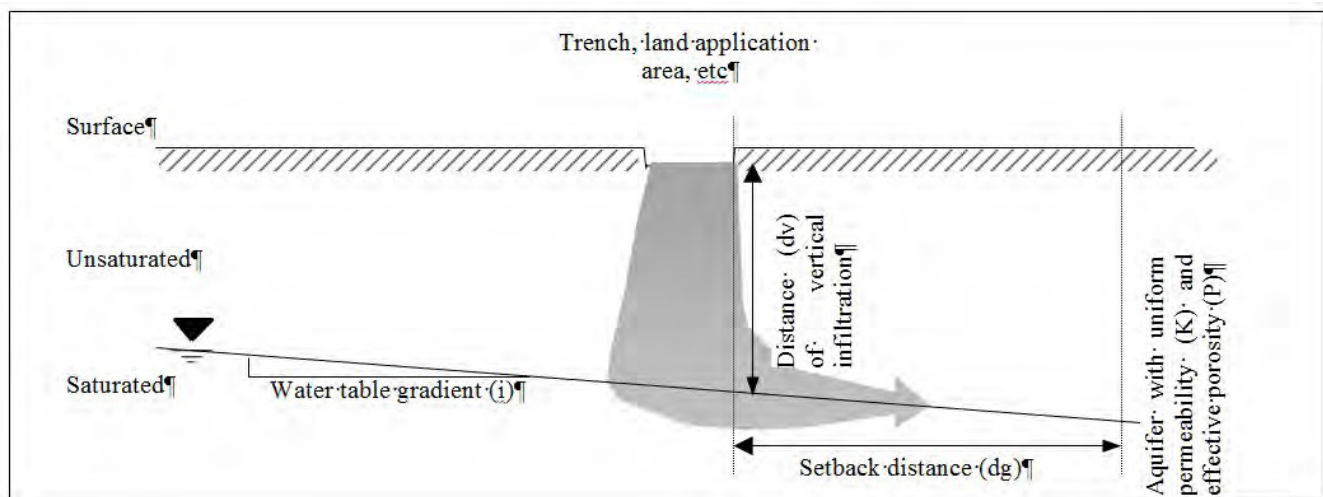 Trench,·land·application·
area,·etc¶
Surface¶
Unsaturated¶
Saturated¶
Water·table·gradient·(i)¶
Distance· (dv)
of· vertical·
infiltration¶
Setback·distance·(dg)¶
Aquifer· with· uniform·
permeability· (K)· and·
effective·porosity·(P)¶